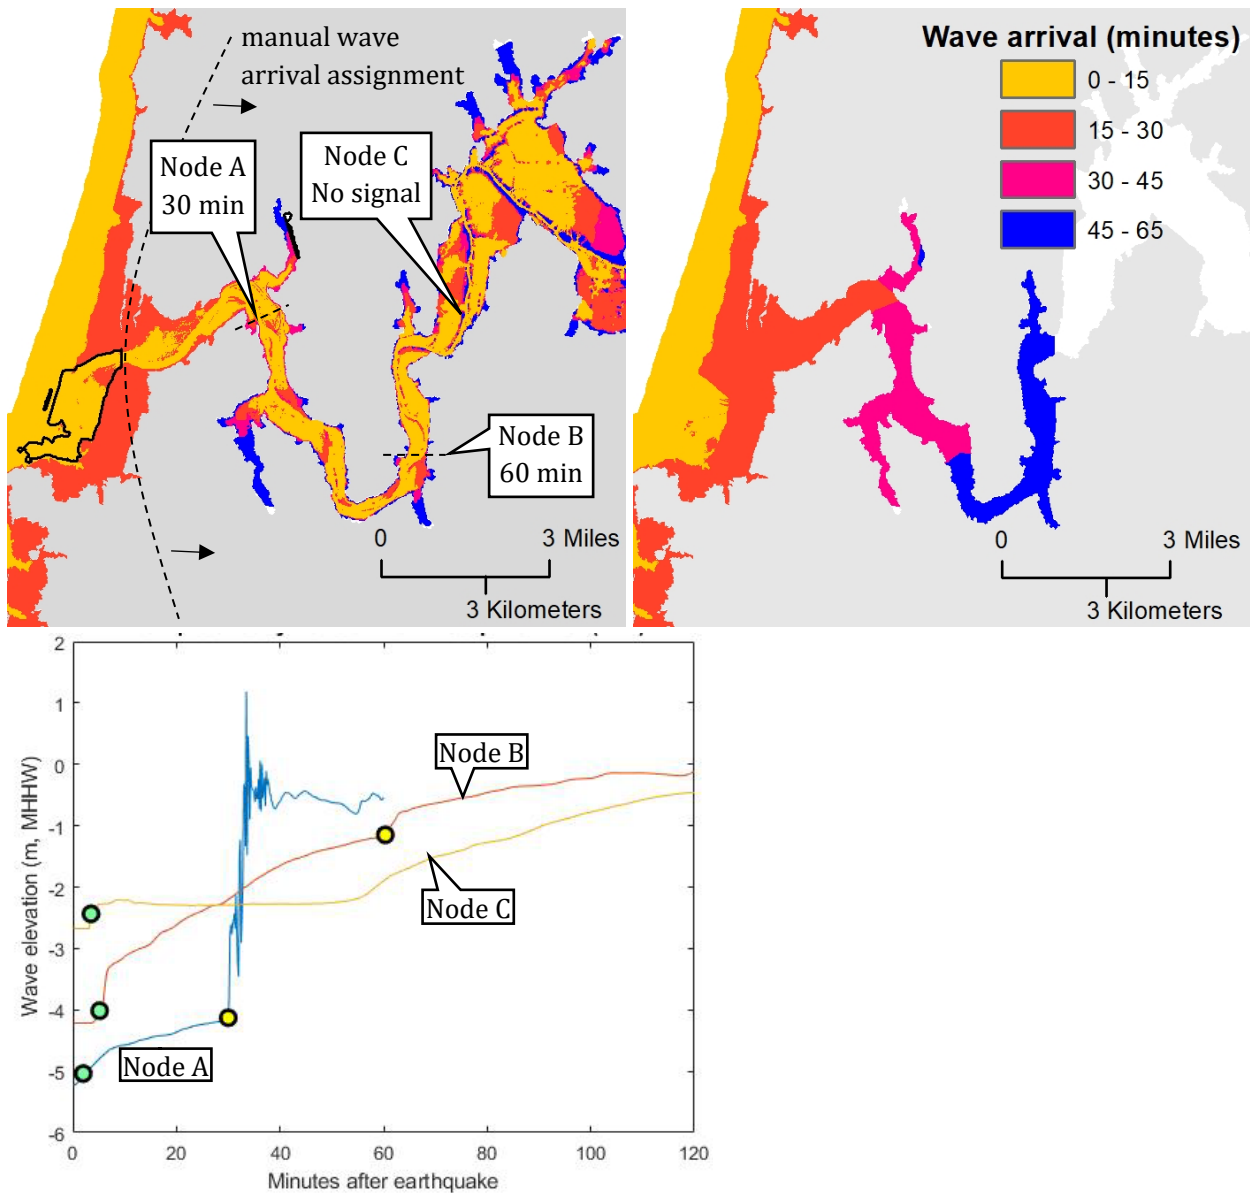 manual wave
arrival assignment
Node A
30 min
Node C
No signal
Node B
60 min
0 3 Miles
3 Kilometers
Wave arrival (minutes)
0 - 15
15 - 30
30 - 45
45 - 65
0 3 Miles
3 Kilometers
2
1
0
-1
-2
-3
-4
-5
-6
Wave elevation (m, MHHW)
Node B
Node C
Node A
0 20 40 60 80 100 120
Minutes after earthquake